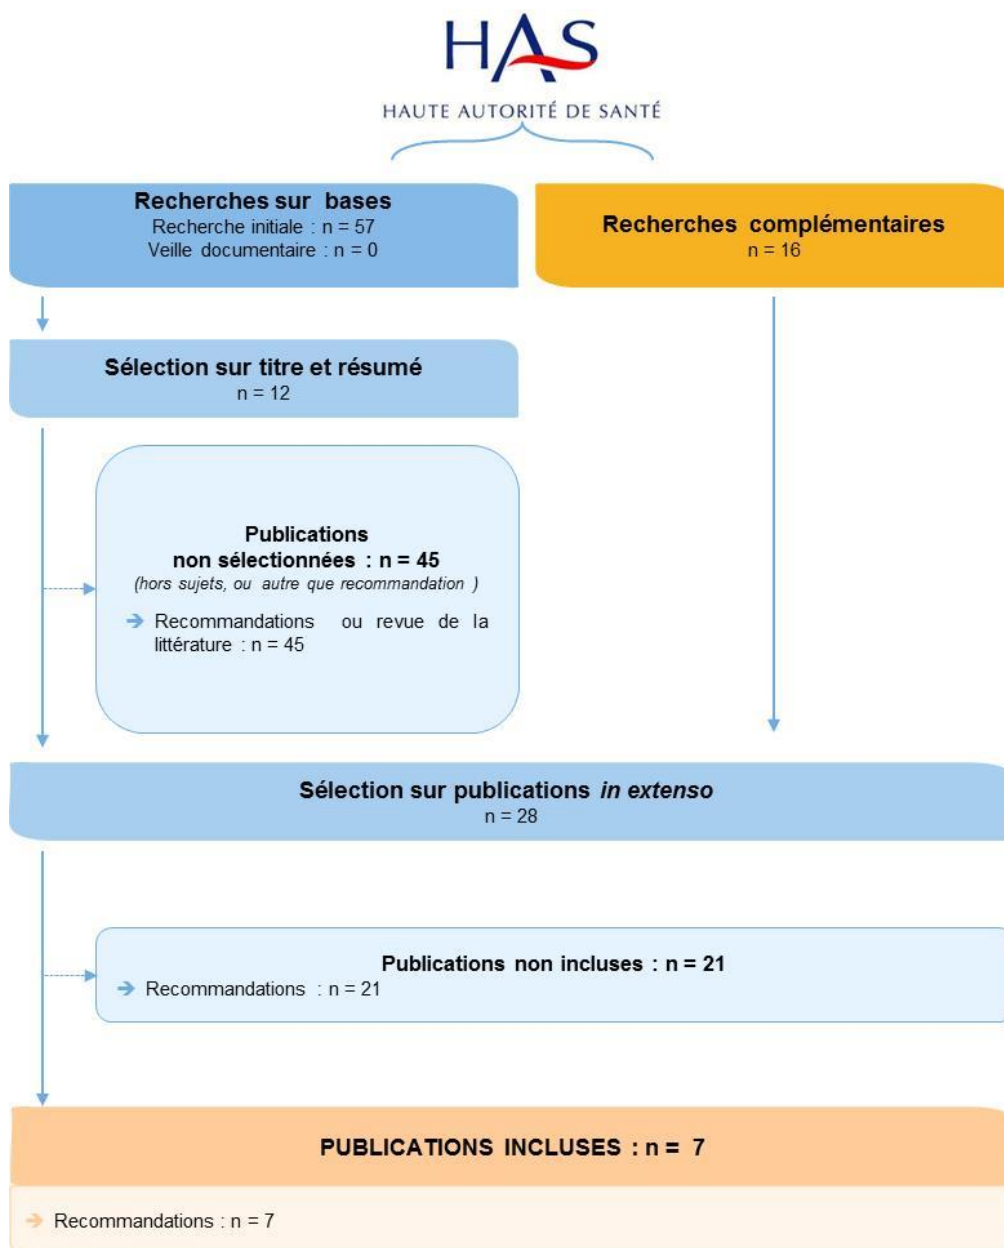 HAS
HAUTE AUTORITÉ DE SANTÉ
Recherches sur bases
Recherche initiale : n = 57
Veille documentaire : n = 0
Recherches complémentaires
n = 16
Sélection sur titre et résumé
n = 12
Publications
non sélectionnées : n = 45
(hors sujets, ou autre que recommandation )
➔ Recommandations ou revue de la
littérature : n = 45
Sélection sur publications in extenso
n = 28
Publications non incluses : n = 21
➔ Recommandations : n = 21
PUBLICATIONS INCLUSES : n = 7
➔ Recommandations : n = 7